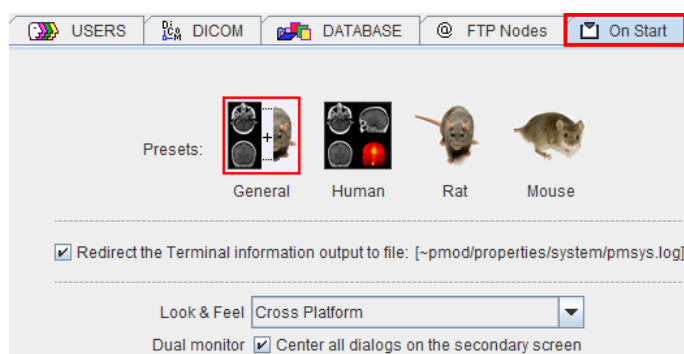 USERS DICOM DATABASE @ FTP Nodes On Start
Presets:
General Human Rat Mouse
Redirect the Terminal information output to file: [~pmod/properties/system/pmsys.log]
Look & Feel Cross Platform
Dual monitor Center all dialogs on the secondary screen